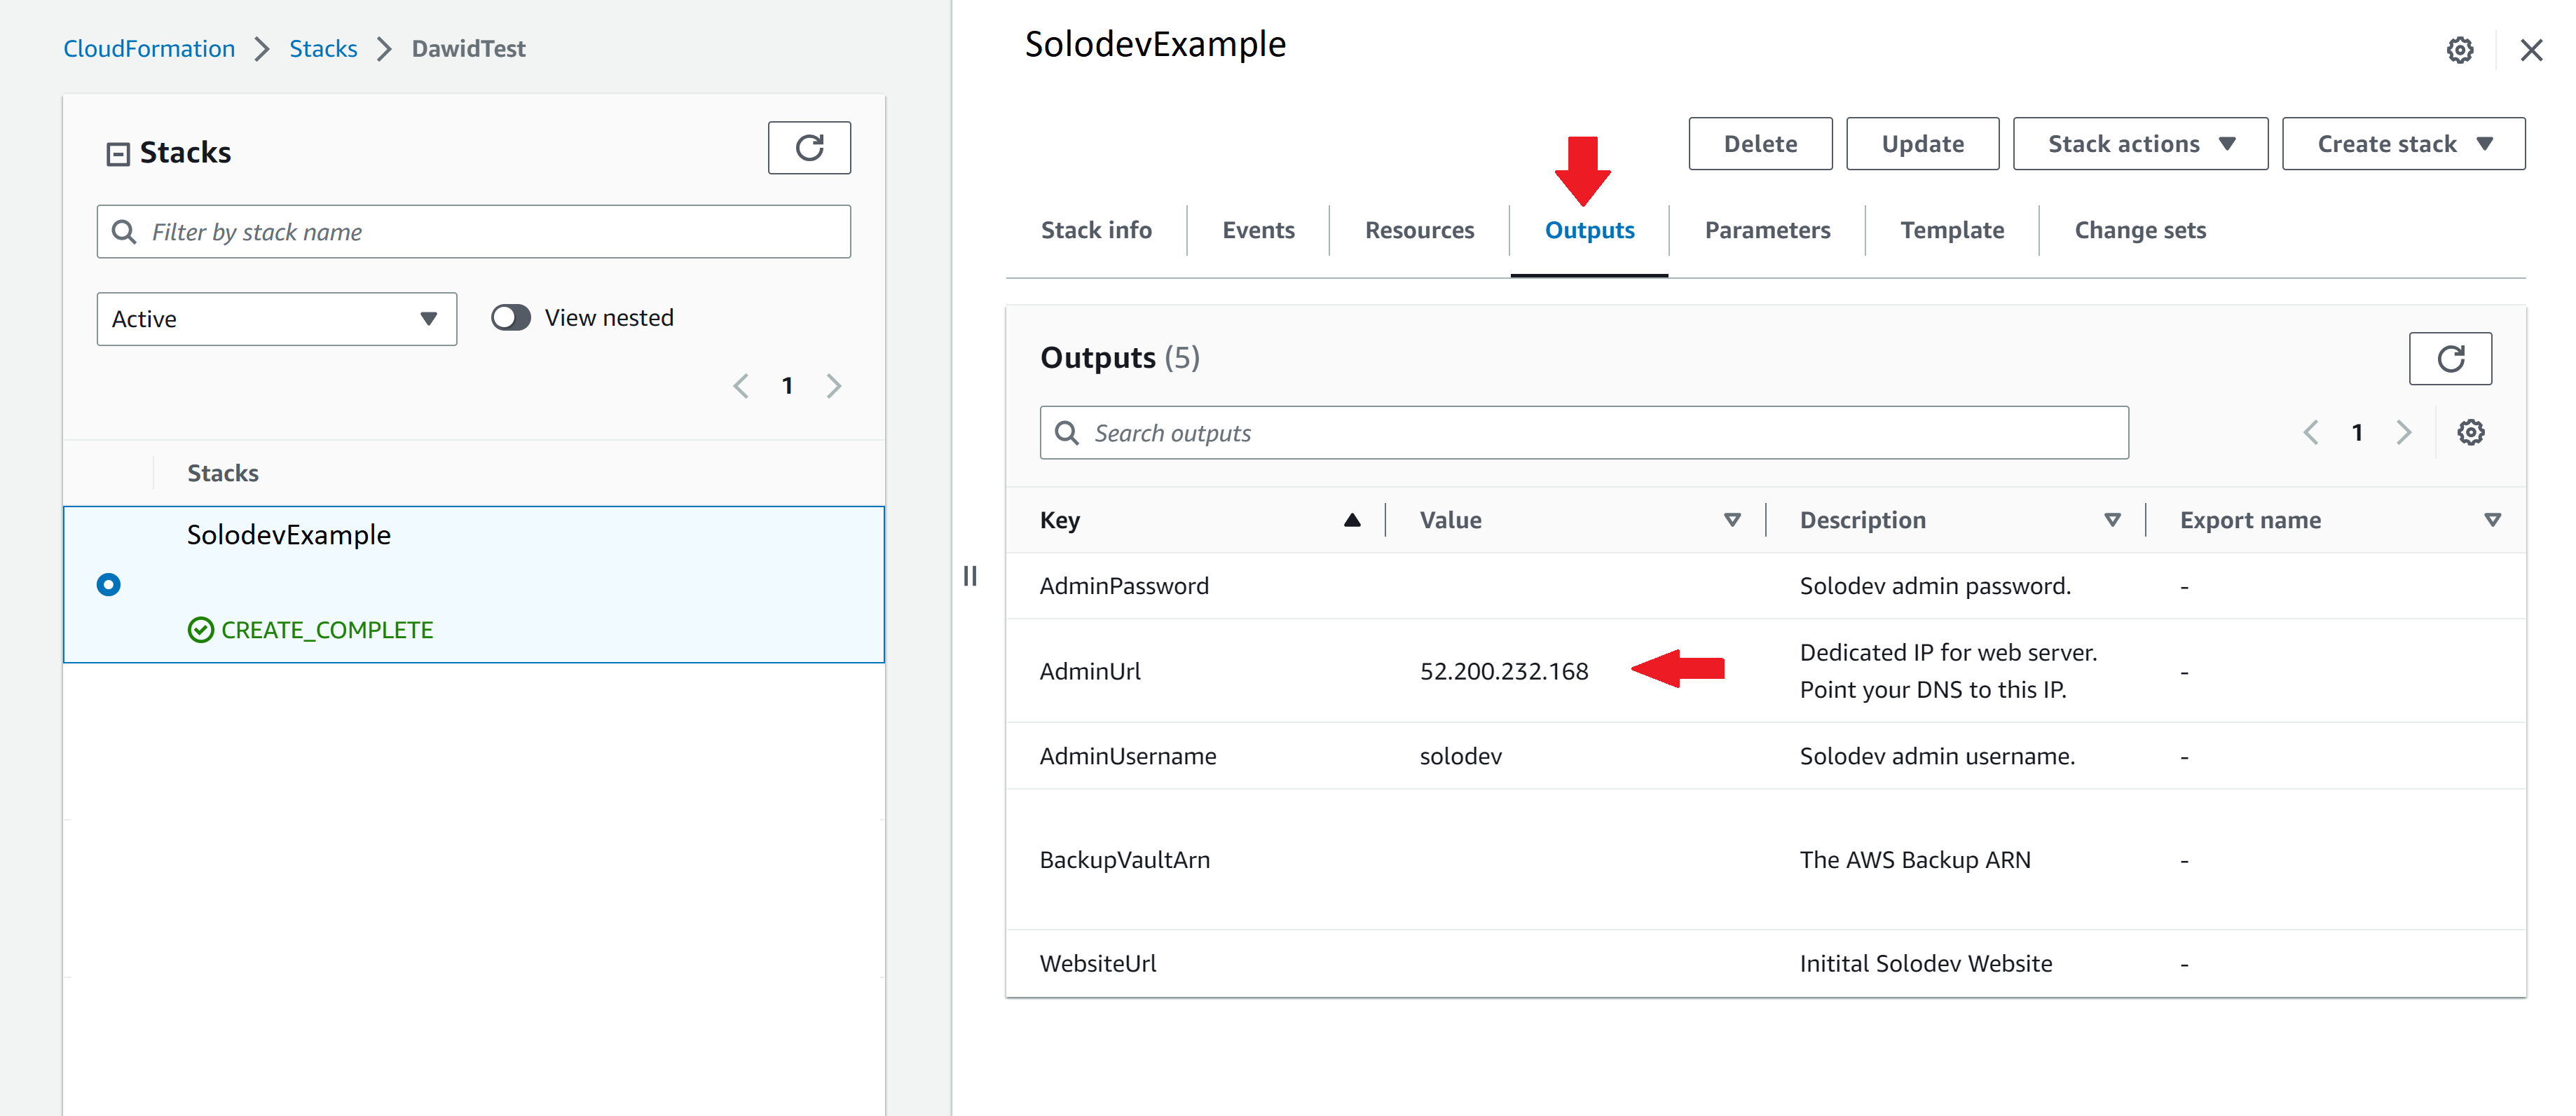 CloudFormation > Stacks > DawidTest
Stacks
Filter by stack name
Active
View nested
1
Stacks
SolodevExample
CREATE_COMPLETE
SolodevExample
Delete Update Stack actions Create stack
Stack info Events Resources Outputs Parameters Template Change sets
Outputs (5)
Search outputs
1
Key Value Description Export name
AdminPassword Solodev admin password. -
AdminUrl 52.200.232.168 Dedicated IP for web server. -
Point your DNS to this IP.
AdminUsername solodev Solodev admin username. -
BackupVaultArn The AWS Backup ARN -
WebsiteUrl Initital Solodev Website -